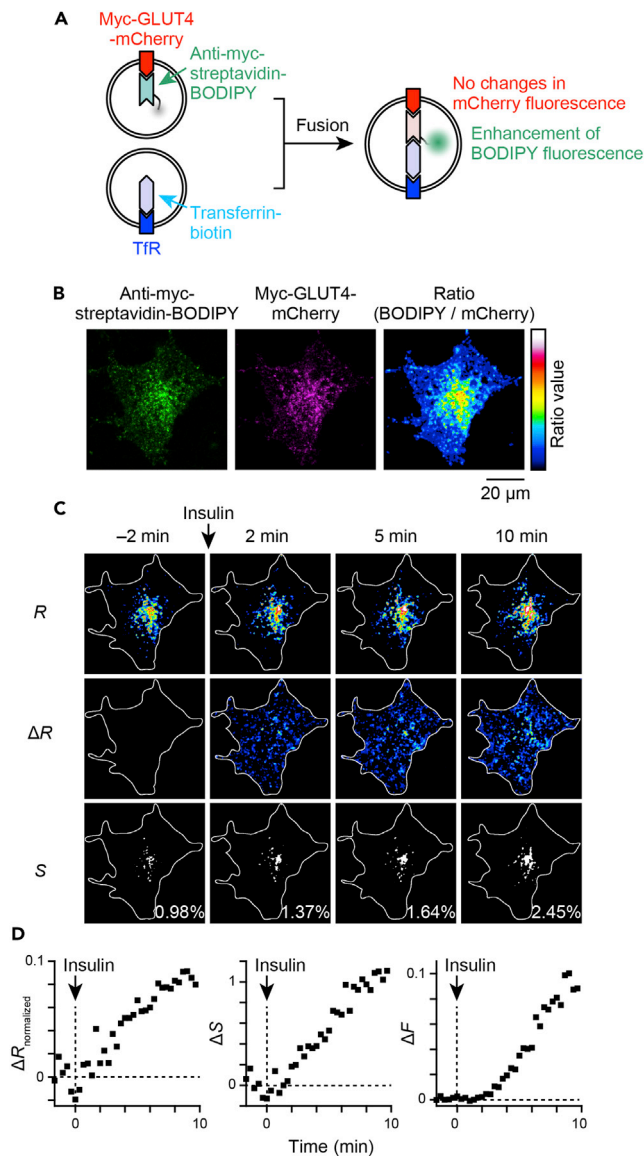 A
Myc-GLUT4
-mCherry
Anti-myc-
streptavidin-
BODIPY
Transferrin-
biotin
TfR
Fusion
No changes in
mCherry fluorescence
Enhancement of
BODIPY fluorescence
B
Anti-myc-
streptavidin-BODIPY
Myc-GLUT4-
mCherry
Ratio
(BODIPY / mCherry)
Ratio value
20 μm
C
Insulin
–2 min
2 min
5 min
10 min
R
ΔR
S
0.98%
1.37%
1.64%
2.45%
D
Insulin
0.1
0
ΔRnormalized
0
10
Insulin
1
0
ΔS
0
10
Insulin
0.1
0
ΔF
0
10
Time (min)